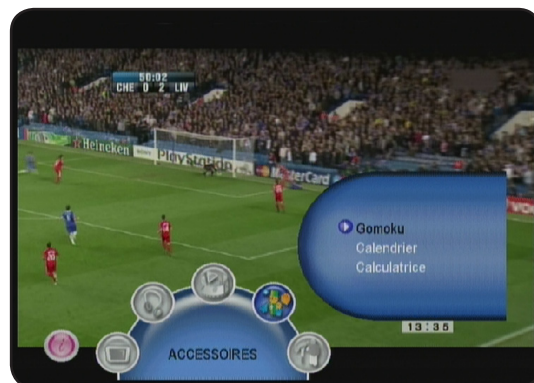 50:02
CHE 0 2 LIV
Heineken
PlayStation
MasterCard
Gomoku
Calendrier
Calculatrice
13:35
ACCESSOIRES